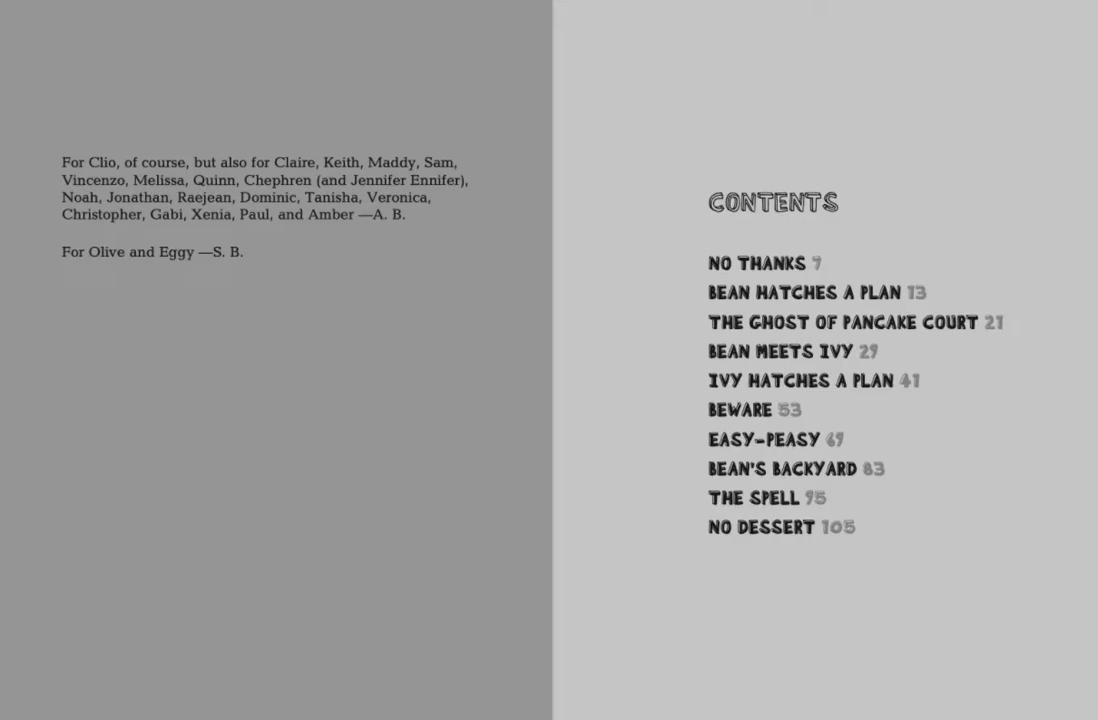 For Clio, of course, but also for Claire, Keith, Maddy, Sam,
Vincenzo, Melissa, Quinn, Chephren (and Jennifer Ennifer),
Noah, Jonathan, Raejean, Dominic, Tanisha, Veronica,
Christopher, Gabi, Xenia, Paul, and Amber —A. B.
For Olive and Eggy —S. B.
CONTENTS
NO THANKS 7
BEAN HATCHES A PLAN 13
THE GHOST OF PANCAKE COURT 21
BEAN MEETS IVY 29
IVY HATCHES A PLAN 41
BEWARE 53
EASY-PEASY 69
BEAN'S BACKYARD 83
THE SPELL 95
NO DESSERT 105